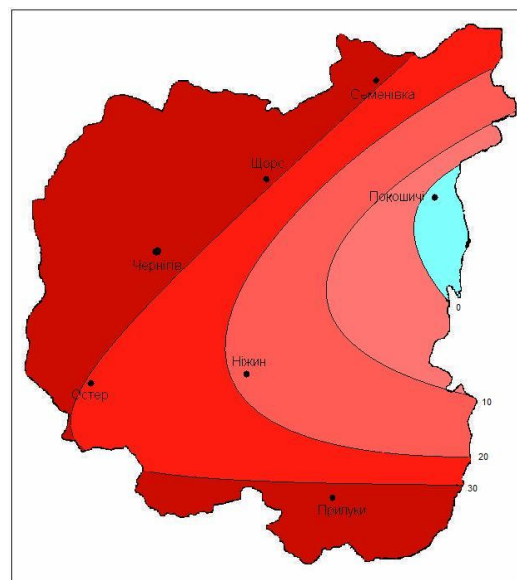 Семенівка
Щорс
Покошичі
Чернігів
0
Ніжин
Остер
10
20
30
Прилуки